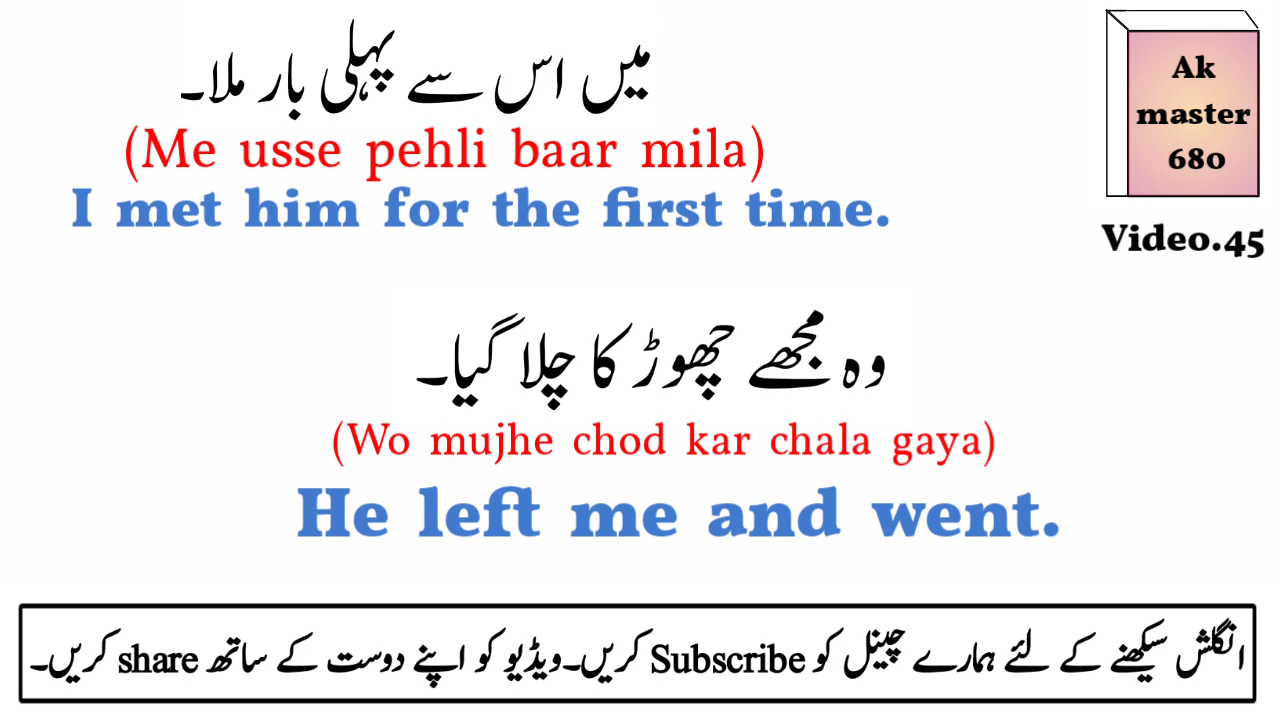 میں اس سے پہلی بار ملا۔
(Me usse pehli baar mila)
I met him for the first time.
Ak
master
680
Video.45
وہ مجھے چھوڑ کا چلا گیا۔
(Wo mujhe chod kar chala gaya)
He left me and went.
انگلش سیکھنے کے لئے ہمارے چینل کو Subscribe کریں۔ویڈیو کو اپنے دوست کے ساتھ share کریں۔